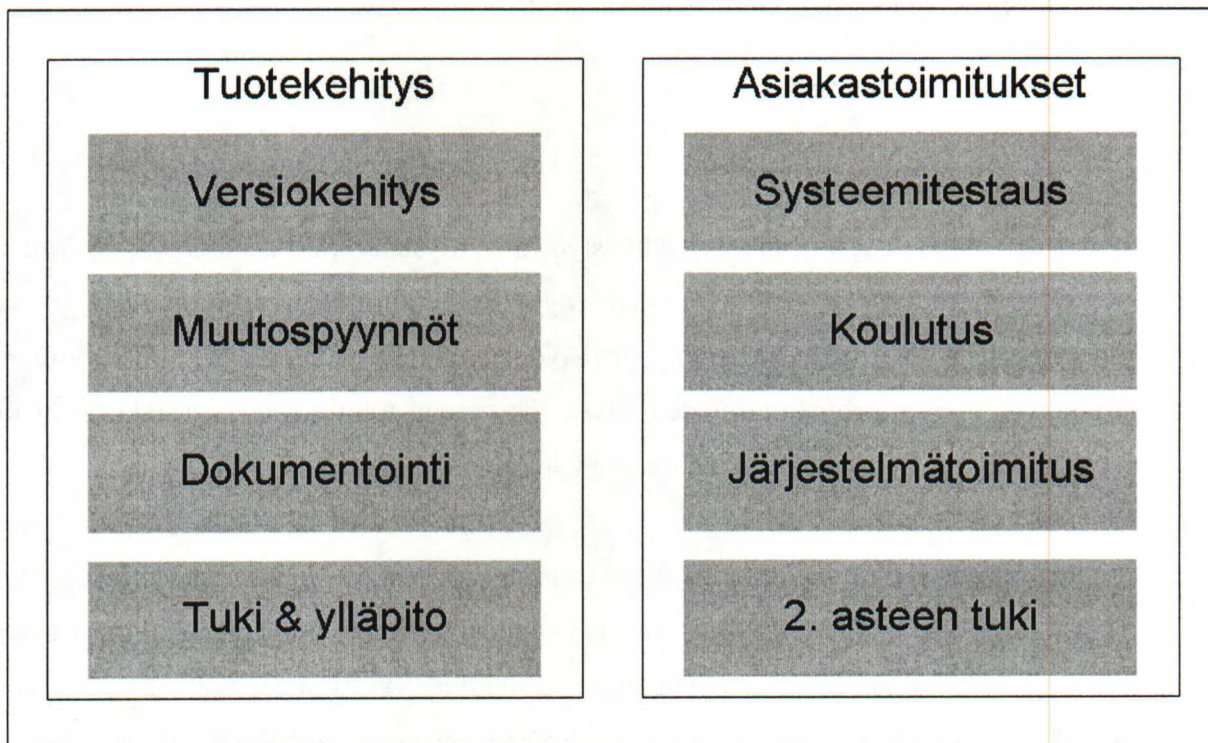 Tuotekehitys
Versiokehitys
Muutospyynnöt
Dokumentointi
Tuki & ylläpito
Asiakastoimitukset
Systeemitestaus
Koulutus
Järjestelmätoimitus
2. asteen tuki